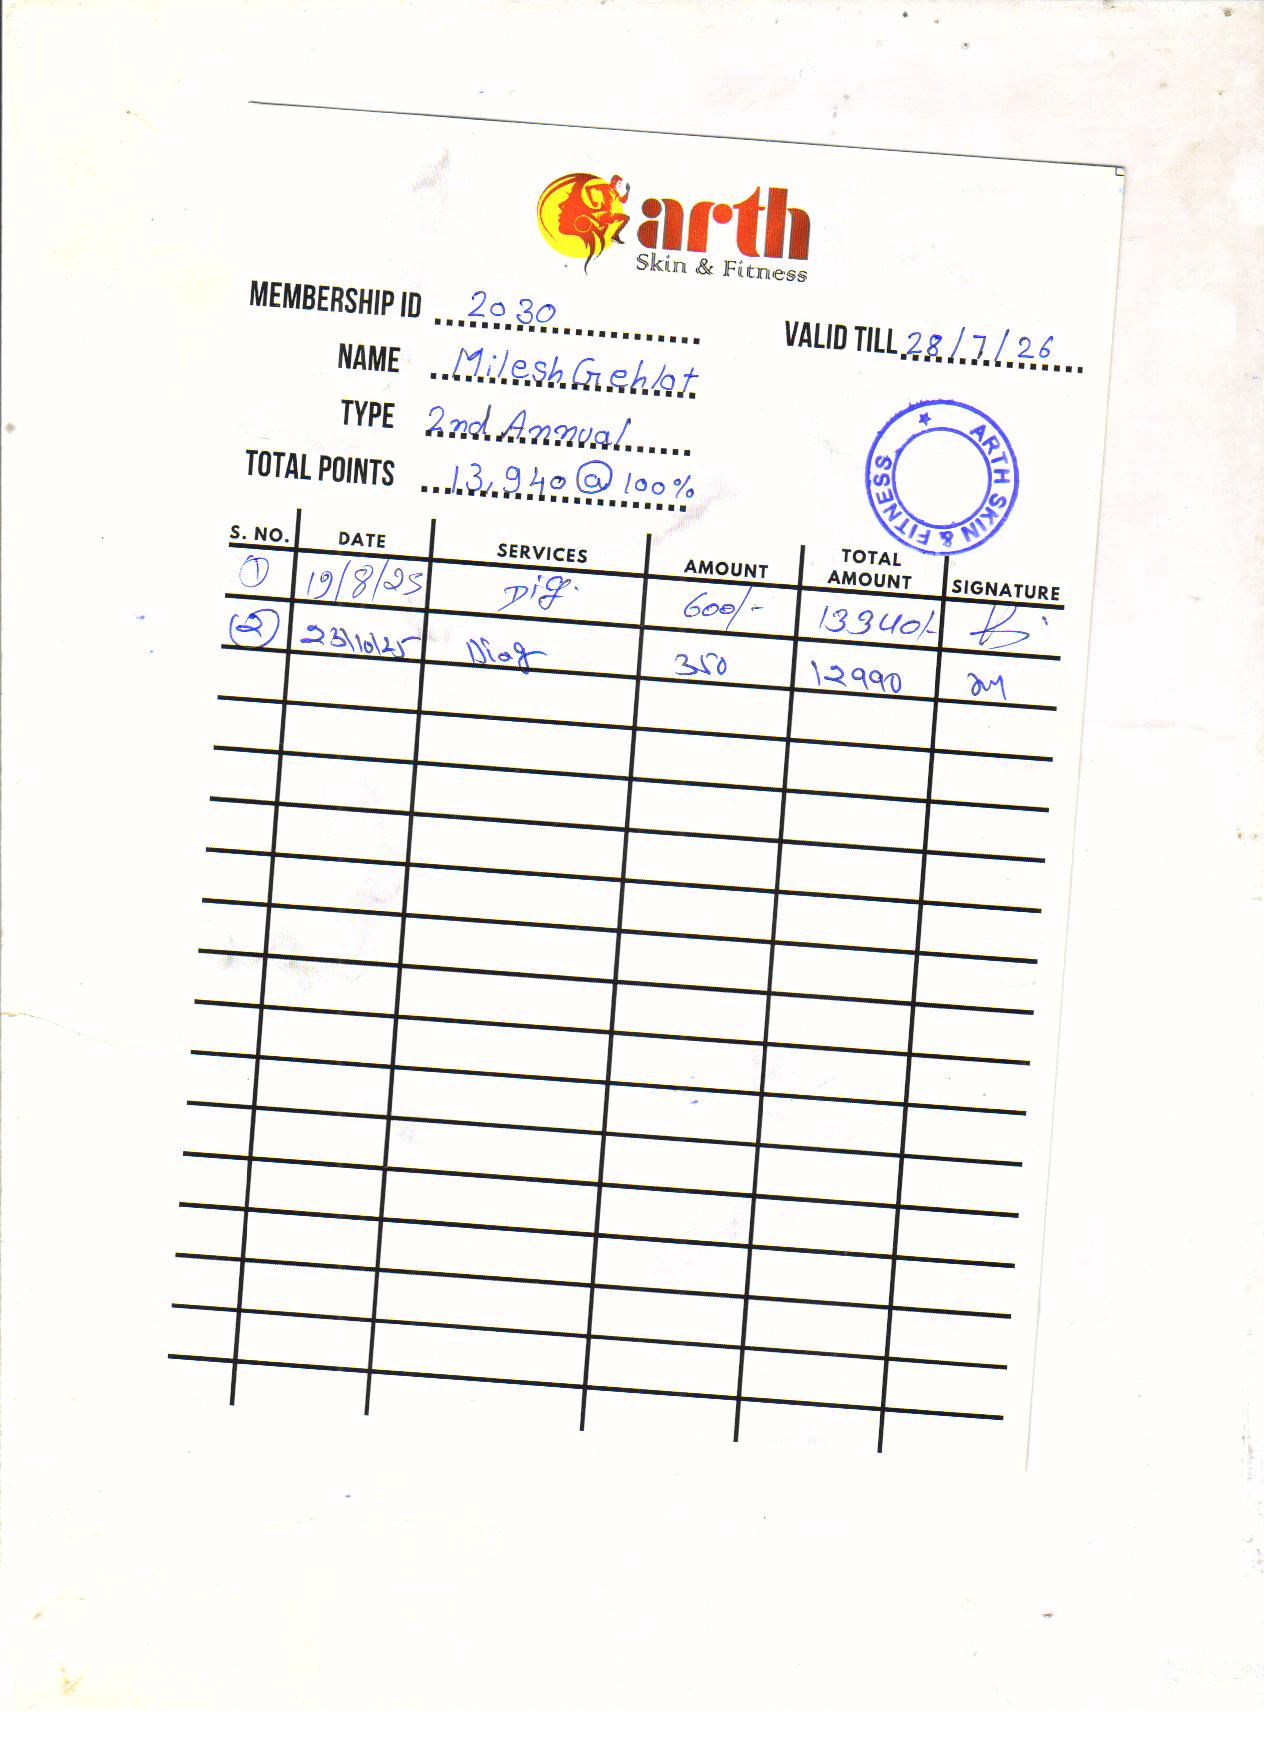 arth
Skin & Fitness
MEMBERSHIP ID 2030
VALID TILL 28/7/26
NAME Milesh Gehlot
TYPE 2nd Annual
TOTAL POINTS 13,940 @ 100%
ARTH SKIN & FITNESS
S. NO. DATE SERVICES AMOUNT TOTAL AMOUNT SIGNATURE
1 19/8/25 Dig. 600/- 13340/-
2 23/10/25 Diag 350 12990